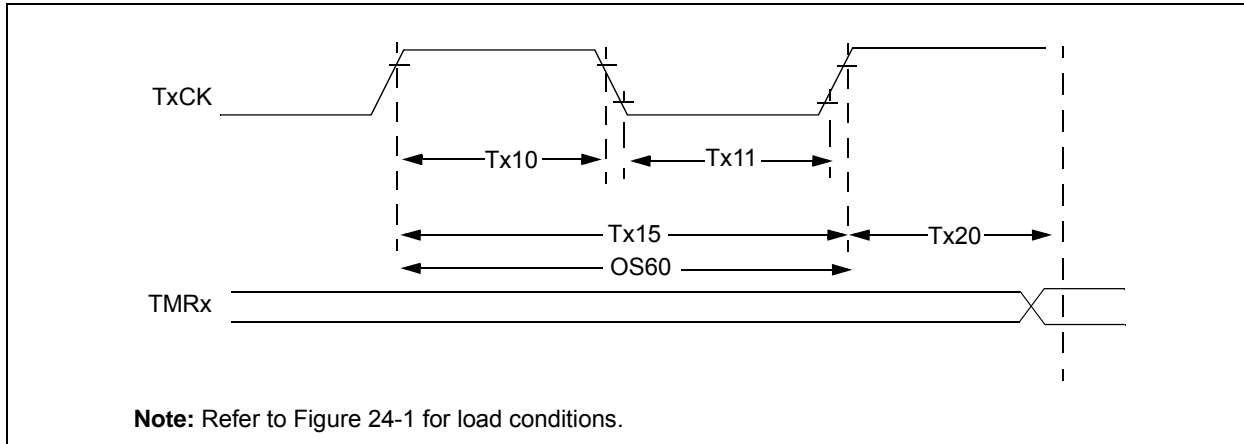 TxCK
Tx10
Tx11
Tx15
Tx20
OS60
TMRx
Note: Refer to Figure 24-1 for load conditions.